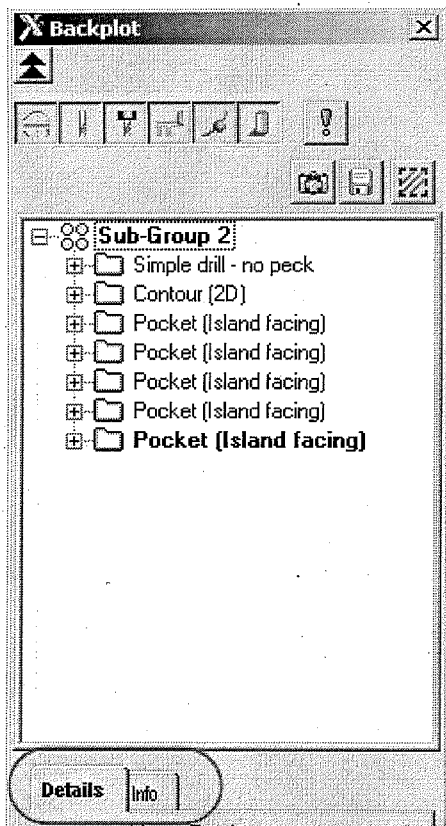 Backplot
Sub-Group 2
Simple drill - no peck
Contour (2D)
Pocket (Island facing)
Pocket (Island facing)
Pocket (Island facing)
Pocket (Island facing)
Pocket (Island facing)
Details Info